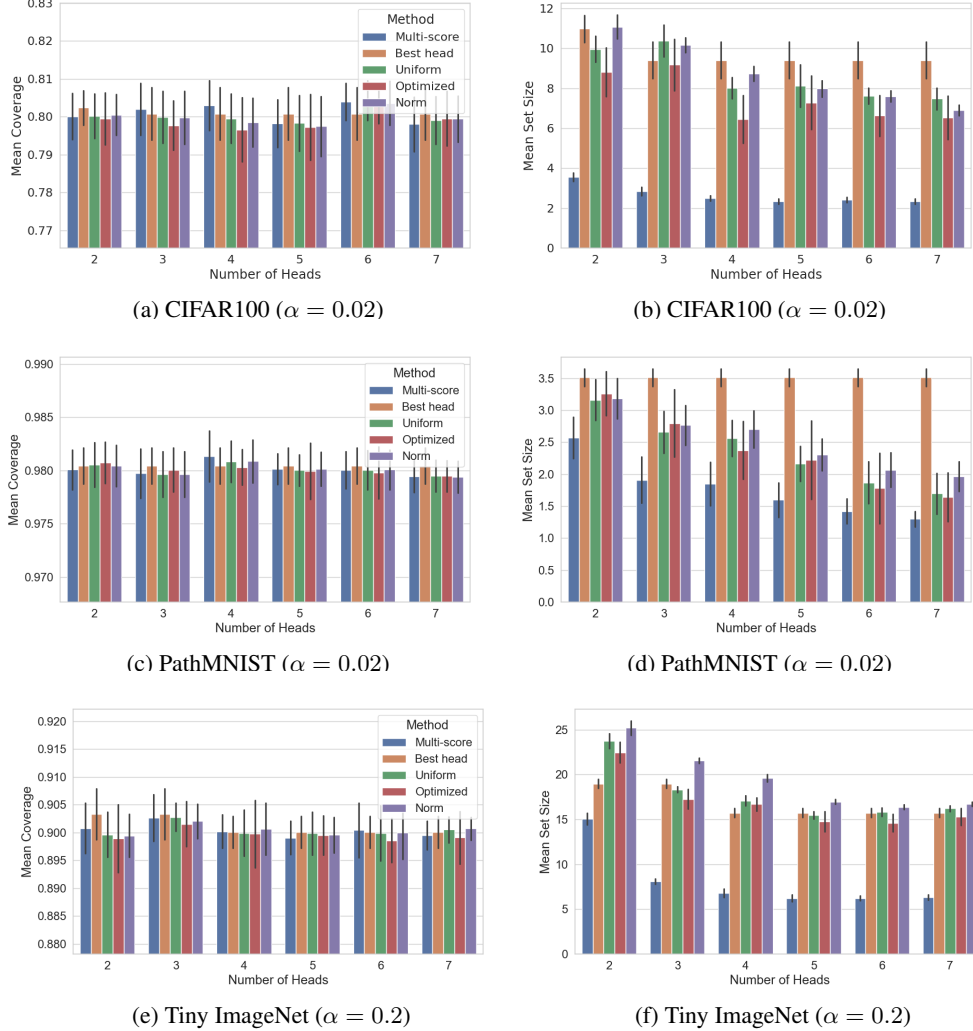 0.83
0.82
0.81
0.80
0.79
0.78
0.77
Mean Coverage
Method
Multi-score
Best head
Uniform
Optimized
Norm
2 3 4 5 6 7
Number of Heads
(a) CIFAR100 (α = 0.02)
12
10
8
6
4
2
0
Mean Set Size
2 3 4 5 6 7
Number of Heads
(b) CIFAR100 (α = 0.02)
0.990
0.985
0.980
0.975
0.970
Mean Coverage
Method
Multi-score
Best head
Uniform
Optimized
Norm
2 3 4 5 6 7
Number of Heads
(c) PathMNIST (α = 0.02)
3.5
3.0
2.5
2.0
1.5
1.0
0.5
0.0
Mean Set Size
2 3 4 5 6 7
Number of Heads
(d) PathMNIST (α = 0.02)
0.920
0.915
0.910
0.905
0.900
0.895
0.890
0.885
0.880
Mean Coverage
Method
Multi-score
Best head
Uniform
Optimized
Norm
2 3 4 5 6 7
Number of Heads
(e) Tiny ImageNet (α = 0.2)
25
20
15
10
5
0
Mean Set Size
2 3 4 5 6 7
Number of Heads
(f) Tiny ImageNet (α = 0.2)